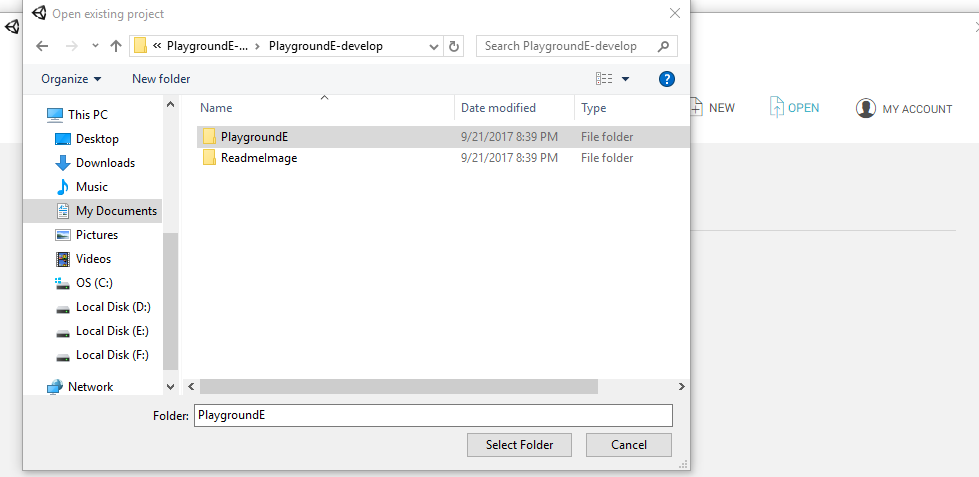 Open existing project
« PlaygroundE-... > PlaygroundE-develop
Search PlaygroundE-develop
Organize
New folder
?
This PC
Desktop
Downloads
Music
My Documents
Pictures
Videos
OS (C:)
Local Disk (D:)
Local Disk (E:)
Local Disk (F:)
Network
Name Date modified Type
PlaygroundE 9/21/2017 8:39 PM File folder
ReadmeImage 9/21/2017 8:39 PM File folder
NEW
OPEN
MY ACCOUNT
Folder: PlaygroundE
Select Folder
Cancel